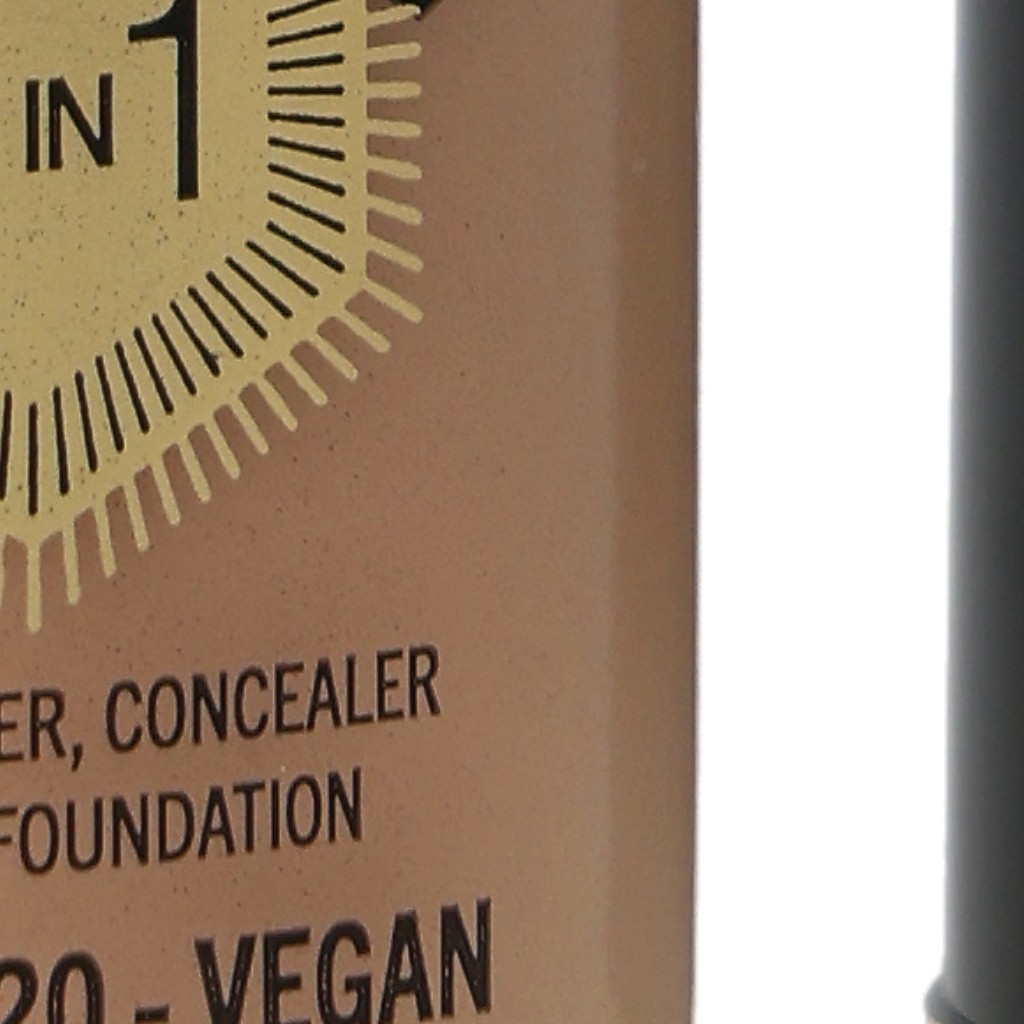 IN 1
ER, CONCEALER
FOUNDATION
20 - VEGAN